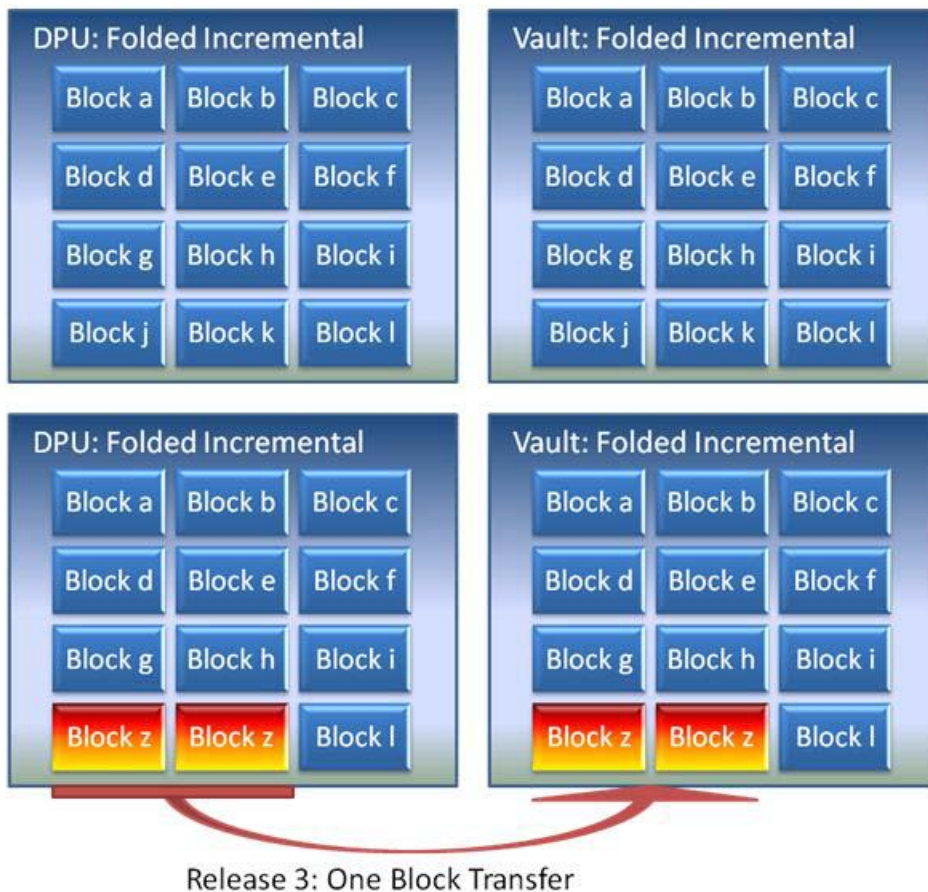 DPU: Folded Incremental
Block a Block b Block c
Block d Block e Block f
Block g Block h Block i
Block j Block k Block l
Vault: Folded Incremental
Block a Block b Block c
Block d Block e Block f
Block g Block h Block i
Block j Block k Block l
DPU: Folded Incremental
Block a Block b Block c
Block d Block e Block f
Block g Block h Block i
Block z Block z Block l
Vault: Folded Incremental
Block a Block b Block c
Block d Block e Block f
Block g Block h Block i
Block z Block z Block l
Release 3: One Block Transfer